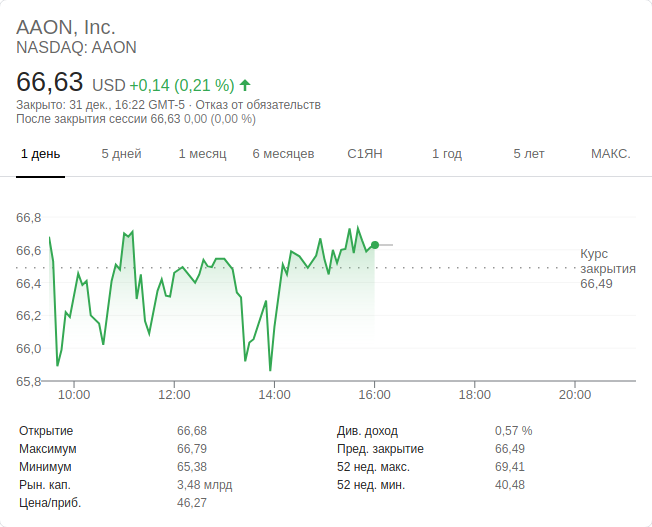 AAON, Inc.
NASDAQ: AAON
66,63 USD +0,14 (0,21 %)
Закрыто: 31 дек., 16:22 GMT-5 · Отказ от обязательств
После закрытия сессии 66,63 0,00 (0,00 %)
1 день 5 дней 1 месяц 6 месяцев С1ЯН 1 год 5 лет МАКС.
66,8
66,6
66,4
66,2
66,0
65,8
Курс
закрытия
66,49
10:00 12:00 14:00 16:00 18:00 20:00
Открытие 66,68 Див. доход 0,57 %
Максимум 66,79 Пред. закрытие 66,49
Минимум 65,38 52 нед. макс. 69,41
Рын. кап. 3,48 млрд 52 нед. мин. 40,48
Цена/приб. 46,27